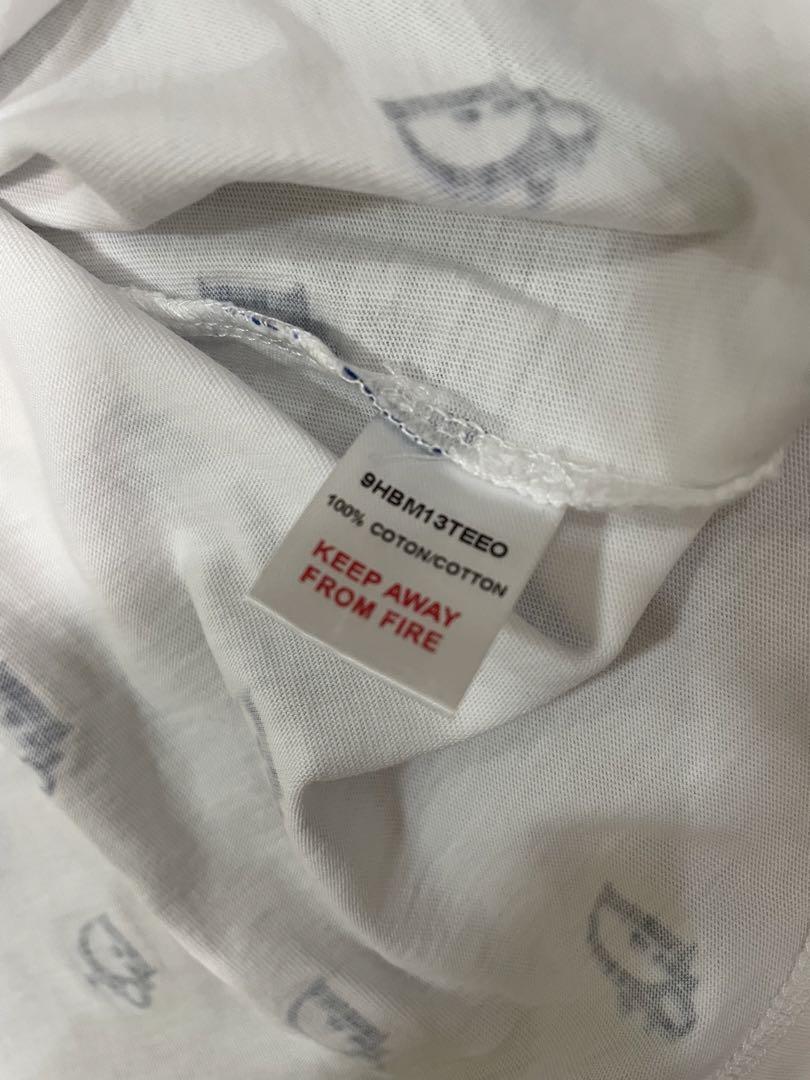 9HBM13TEEO
100% COTON/COTTON
KEEP AWAY
FROM FIRE